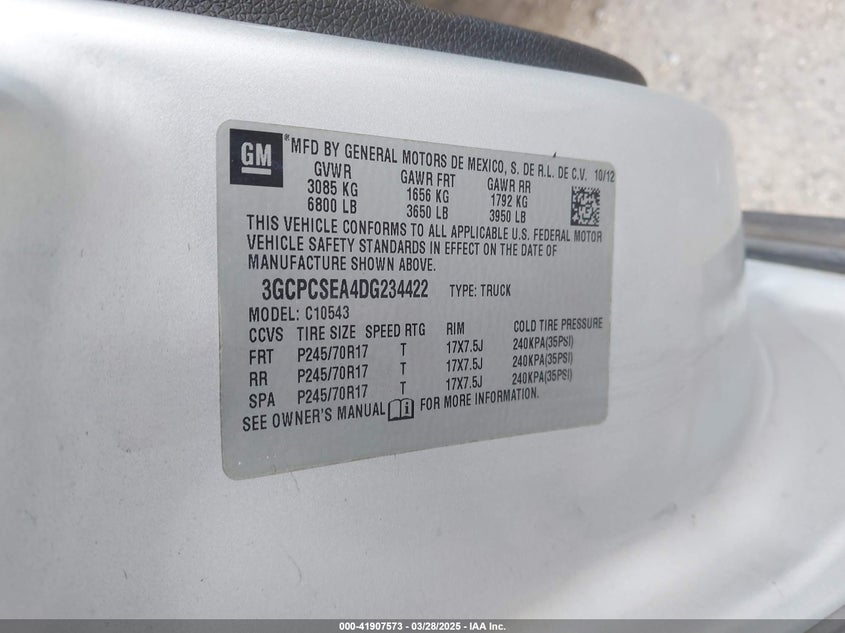 GM
® MFD BY GENERAL MOTORS DE MEXICO, S. DE R.L. DE C.V. 10/12
GVWR GAWR FRT GAWR RR
3085 KG 1656 KG 1792 KG
6800 LB 3650 LB 3950 LB
THIS VEHICLE CONFORMS TO ALL APPLICABLE U.S. FEDERAL MOTOR
VEHICLE SAFETY STANDARDS IN EFFECT ON THE DATE OF
MANUFACTURE SHOWN ABOVE.
3GCPCSEA4DG234422 TYPE: TRUCK
MODEL: C10543
CCVS TIRE SIZE SPEED RTG RIM COLD TIRE PRESSURE
FRT P245/70R17 T 17X7.5J 240KPA(35PSI)
RR P245/70R17 T 17X7.5J 240KPA(35PSI)
SPA P245/70R17 T 17X7.5J 240KPA(35PSI)
SEE OWNER'S MANUAL FOR MORE INFORMATION.
000-41907573 — 03/28/2025 — IAA Inc.